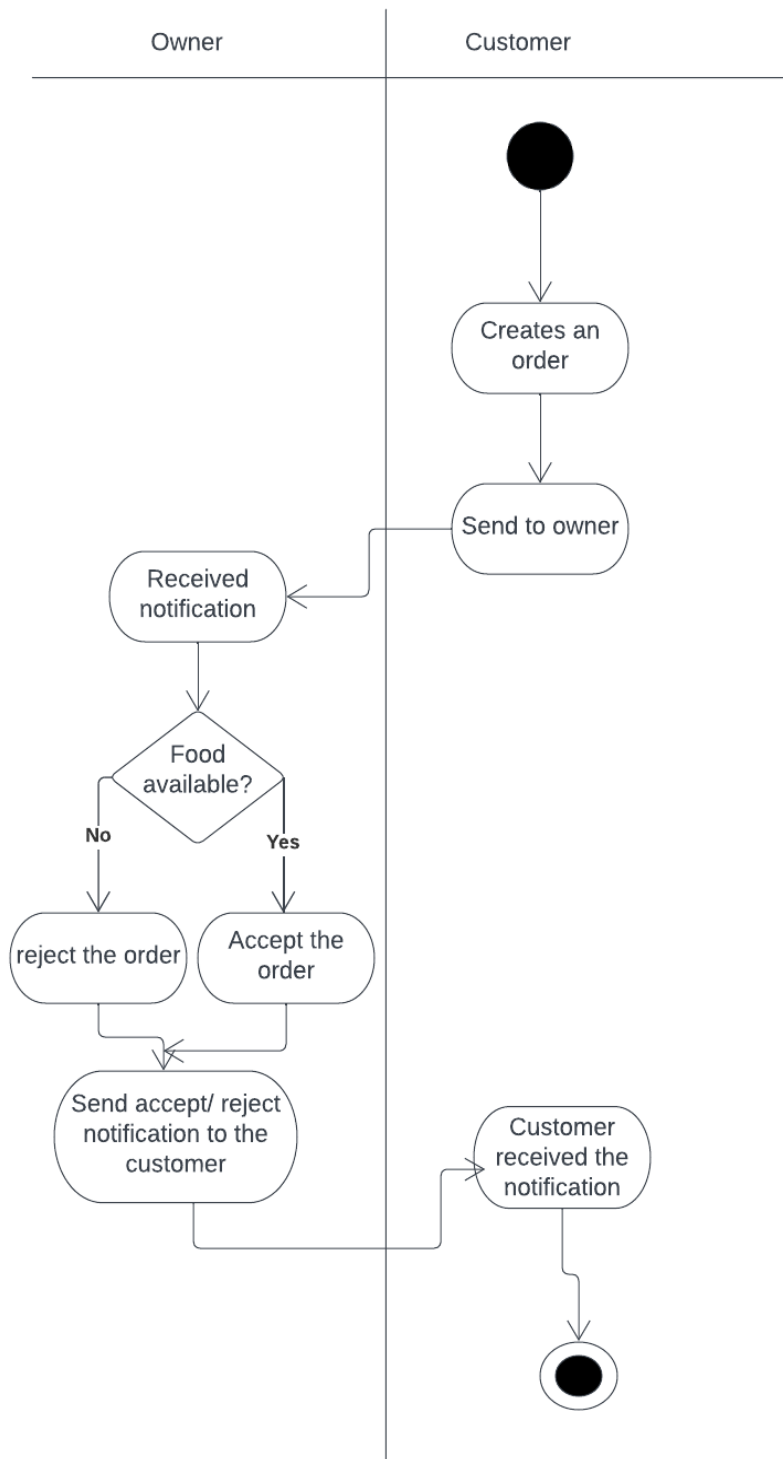 Owner
Customer
Creates an
order
Send to owner
Received
notification
Food
available?
No
Yes
reject the order
Accept the
order
Send accept/ reject
notification to the
customer
Customer
received the
notification